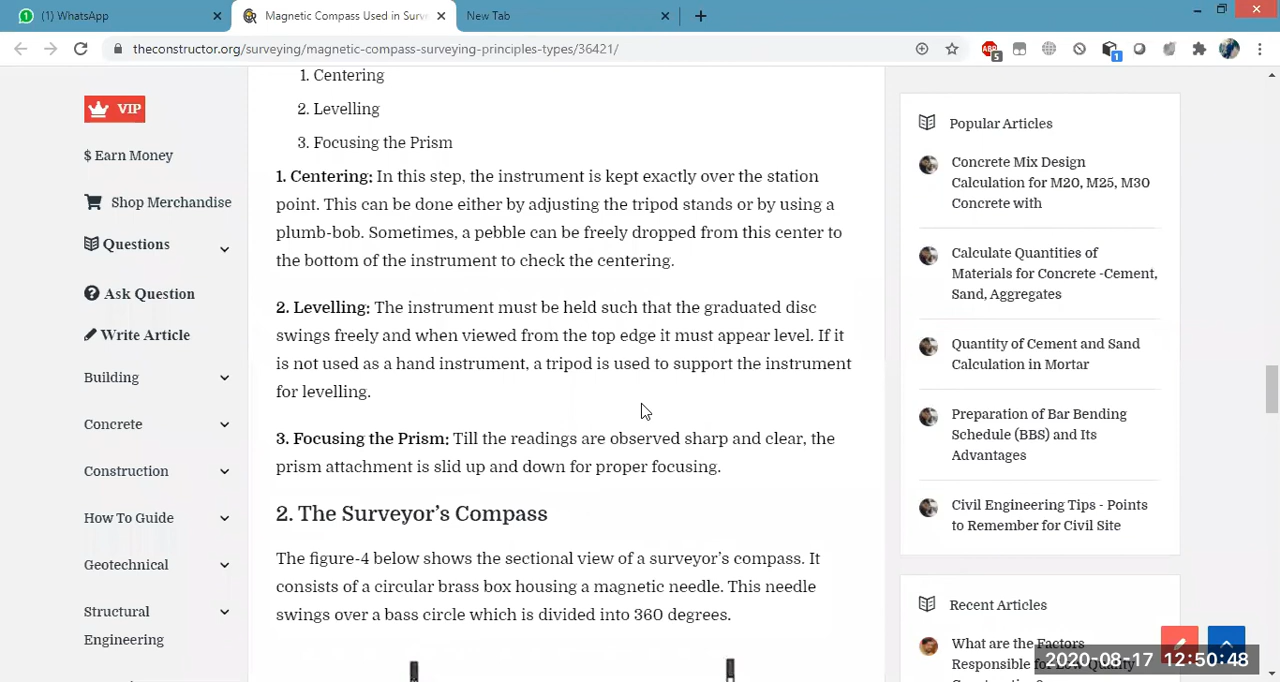 (1) WhatsApp
Magnetic Compass Used in Surv
New Tab
theconstructor.org/surveying/magnetic-compass-surveying-principles-types/36421/
ABP
5
1
VIP
$ Earn Money
Shop Merchandise
Questions
Ask Question
Write Article
Building
Concrete
Construction
How To Guide
Geotechnical
Structural
Engineering
1. Centering
2. Levelling
3. Focusing the Prism
1. Centering: In this step, the instrument is kept exactly over the station
point. This can be done either by adjusting the tripod stands or by using a
plumb-bob. Sometimes, a pebble can be freely dropped from this center to
the bottom of the instrument to check the centering.
2. Levelling: The instrument must be held such that the graduated disc
swings freely and when viewed from the top edge it must appear level. If it
is not used as a hand instrument, a tripod is used to support the instrument
for levelling.
3. Focusing the Prism: Till the readings are observed sharp and clear, the
prism attachment is slid up and down for proper focusing.
2. The Surveyor's Compass
The figure-4 below shows the sectional view of a surveyor's compass. It
consists of a circular brass box housing a magnetic needle. This needle
swings over a bass circle which is divided into 360 degrees.
Popular Articles
Concrete Mix Design
Calculation for M20, M25, M30
Concrete with
Calculate Quantities of
Materials for Concrete -Cement,
Sand, Aggregates
Quantity of Cement and Sand
Calculation in Mortar
Preparation of Bar Bending
Schedule (BBS) and Its
Advantages
Civil Engineering Tips - Points
to Remember for Civil Site
Recent Articles
What are the Factors
Responsible for Low Quality
2020-08-17 12:50:48